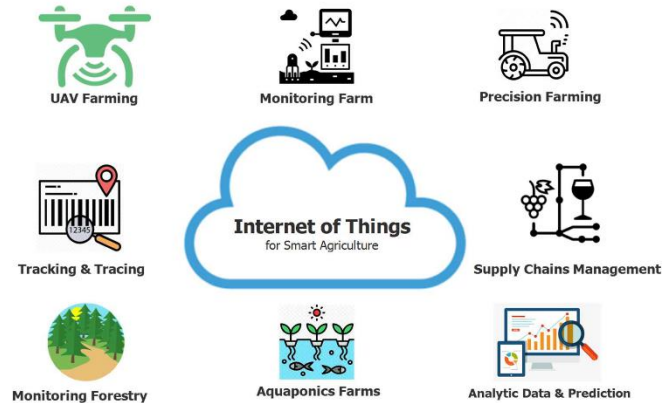 UAV Farming
Monitoring Farm
Precision Farming
Internet of Things
for Smart Agriculture
12345
Tracking & Tracing
Supply Chains Management
Monitoring Forestry
Aquaponics Farms
Analytic Data & Prediction